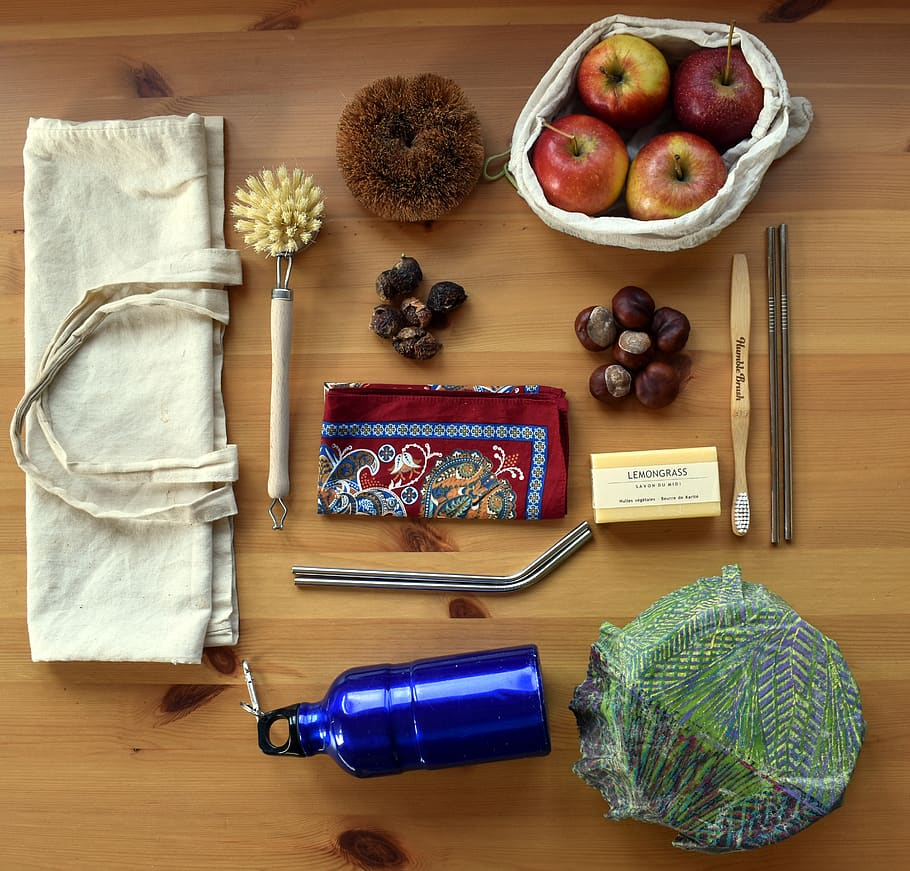 HumbleBrush
LEMONGRASS
SAVON DU MIDI
Huiles végétales · Beurre de Karité